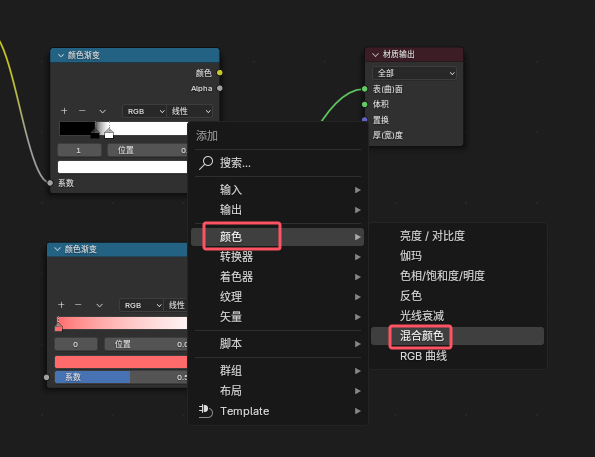 颜色渐变
颜色
Alpha
RGB
线性
1
位置
0.
系数
材质输出
全部
表(曲)面
体积
置换
厚(宽)度
颜色渐变
RGB
线性
0
位置
0.0
系数
0.5
添加
搜索...
输入
输出
颜色
转换器
着色器
纹理
矢量
脚本
群组
布局
Template
亮度 / 对比度
伽玛
色相/饱和度/明度
反色
光线衰减
混合颜色
RGB 曲线